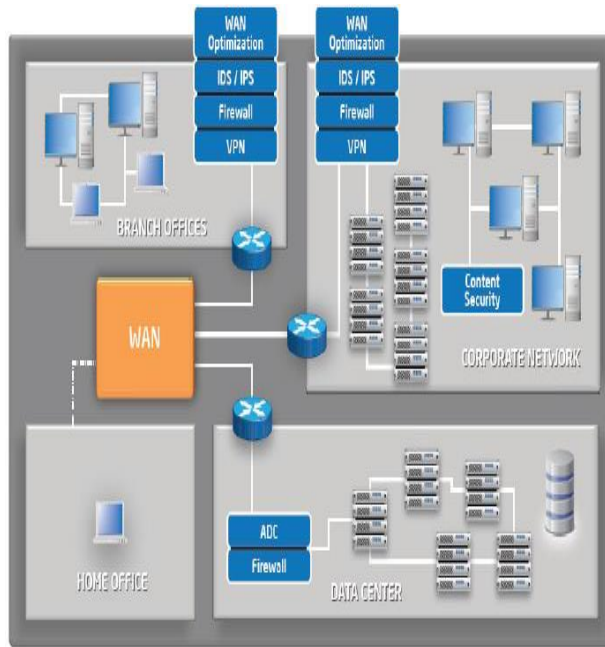 WAN
Optimization
IDS / IPS
Firewall
VPN
WAN
Optimization
IDS / IPS
Firewall
VPN
BRANCH OFFICES
Content
Security
WAN
CORPORATE NETWORK
ADC
Firewall
HOME OFFICE
DATA CENTER